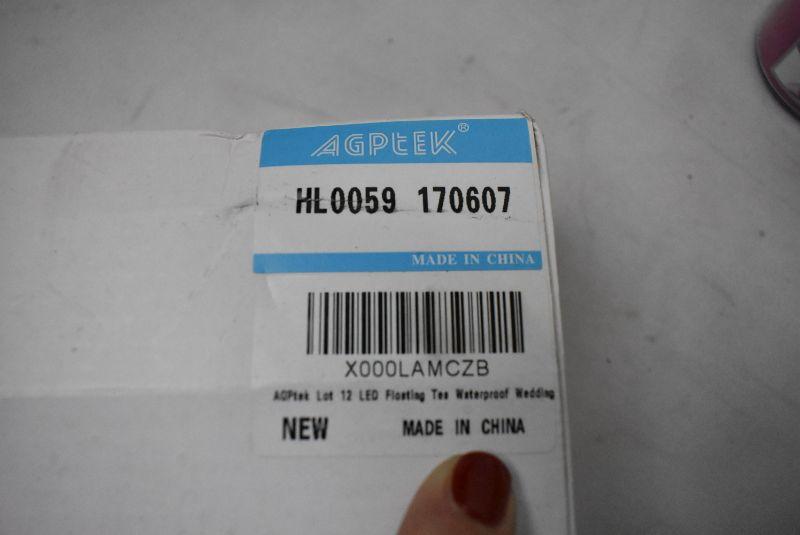 AGPtEK®
HL0059 170607
MADE IN CHINA
X000LAMCZB
AGPtek Lot 12 LED Floating Tea Waterproof Wedding
NEW MADE IN CHINA